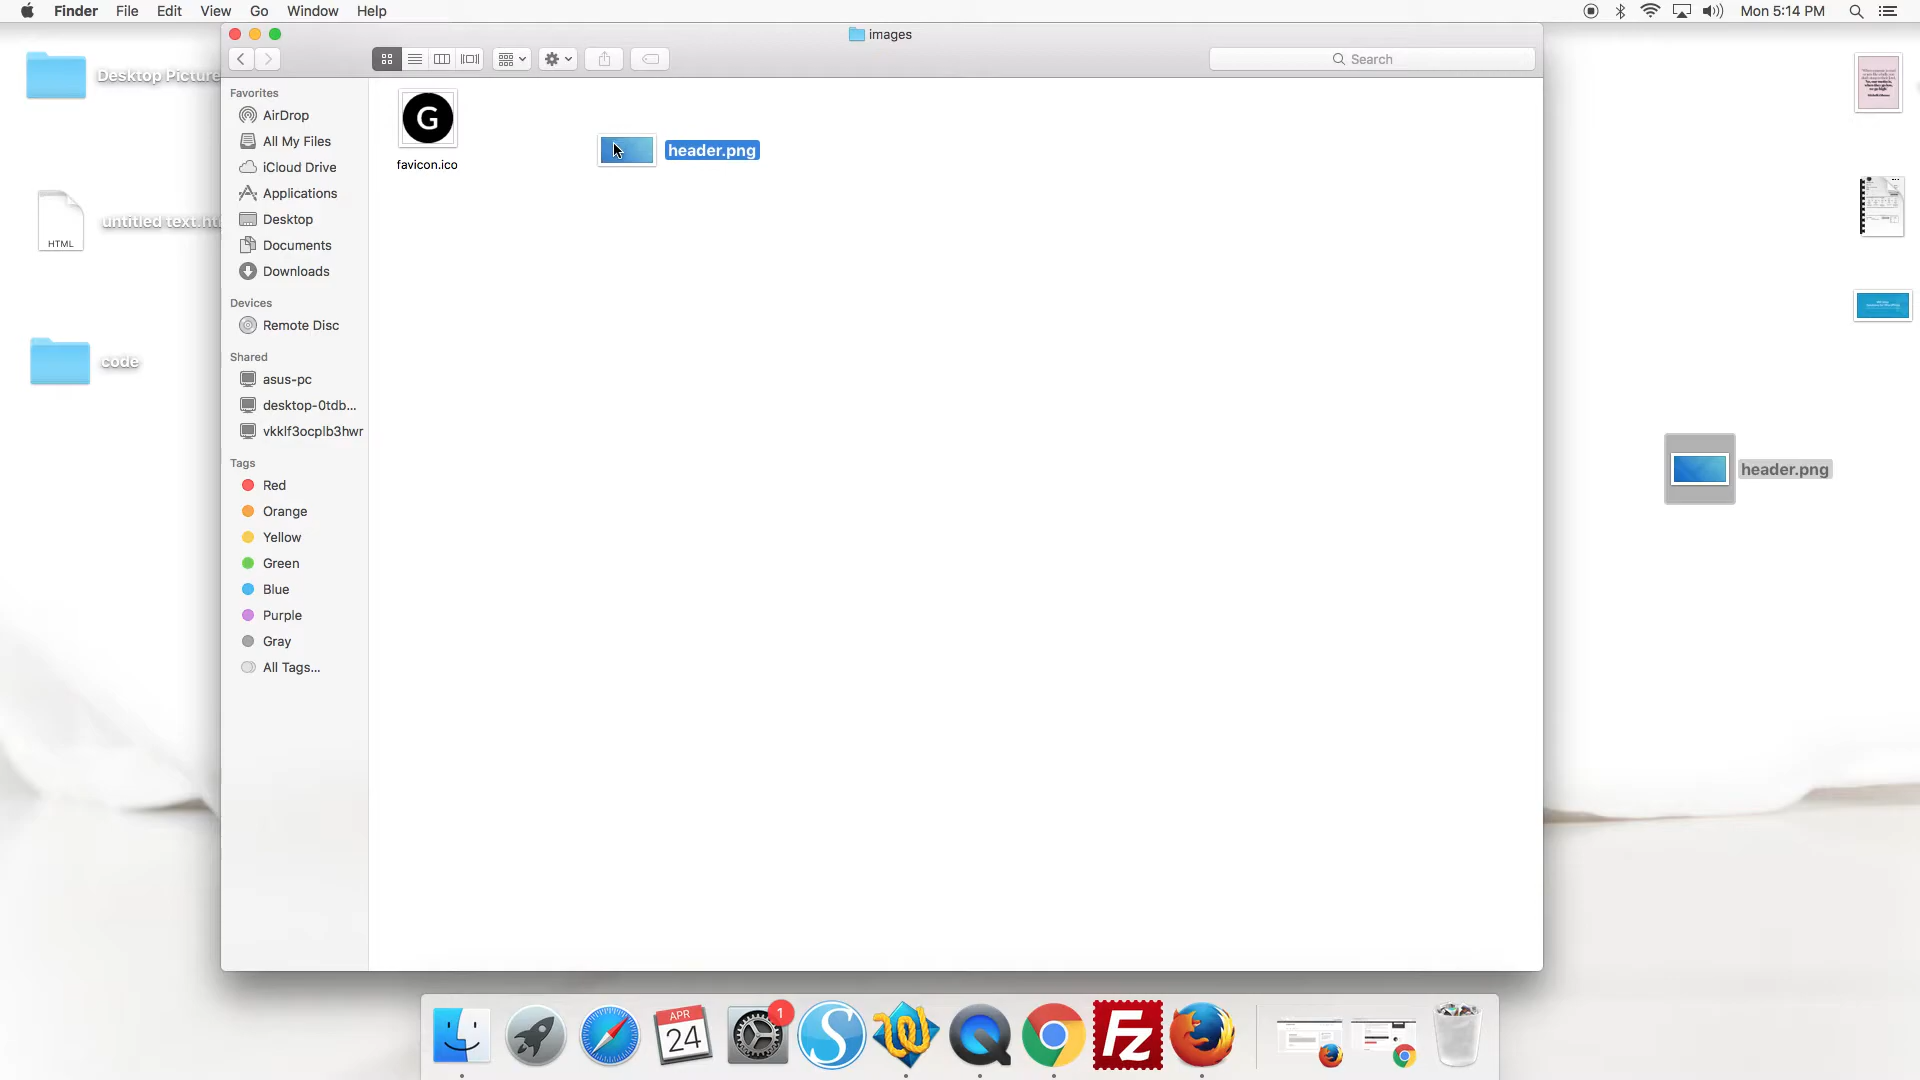 Finder File Edit View Go Window Help
Mon 5:14 PM
images
Search
Desktop Picture
untitled text.ht
HTML
code
Favorites
AirDrop
All My Files
iCloud Drive
Applications
Desktop
Documents
Downloads
Devices
Remote Disc
Shared
asus-pc
desktop-0tdb...
vkklf3ocplb3hwr
Tags
Red
Orange
Yellow
Green
Blue
Purple
Gray
All Tags...
G
favicon.ico
header.png
header.png
APR
24
1
S
Fz